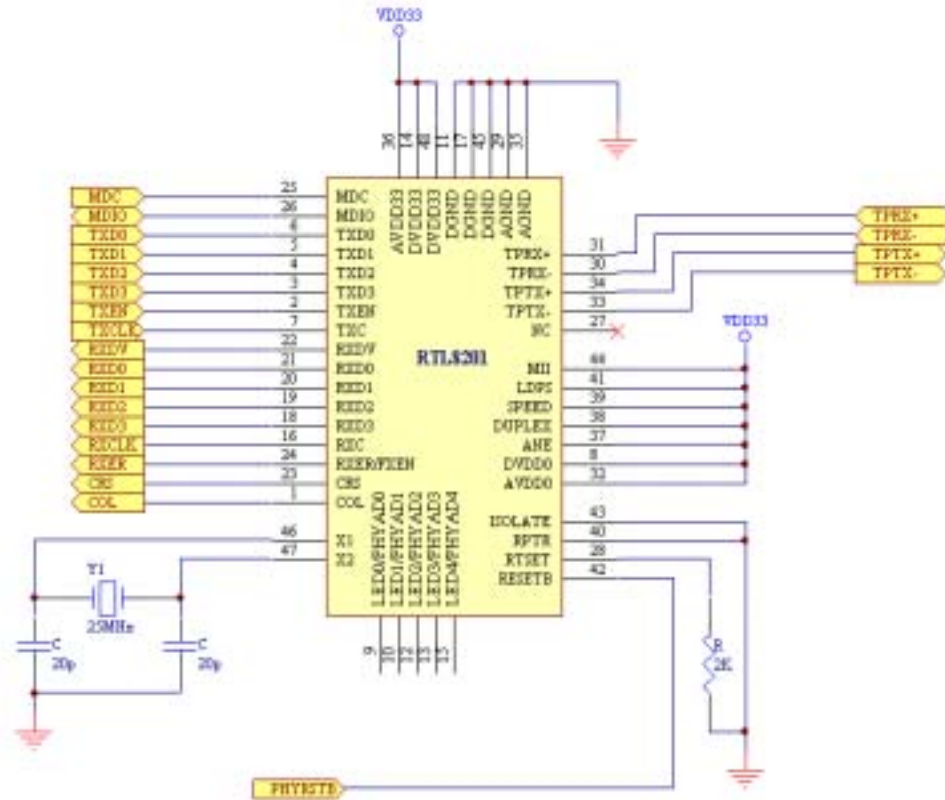 VDD33
36 14 48 11 17 45 29 35
AVDD33 DVDD33 DVDD33 DGND DGND DGND AGND AGND
MDC 25 MDC
MDIO 26 MDIO
TXD0 6 TXD0
TXD1 5 TXD1
TXD2 4 TXD2
TXD3 3 TXD3
TXEN 2 TXEN
TXCLK 7 TXC
RXDV 22 RXDV
RXD0 21 RXD0
RXD1 20 RXD1
RXD2 19 RXD2
RXD3 18 RXD3
RXCLK 16 RXC
RXER 24 RXER/FXEN
CRS 23 CRS
COL 1 COL
46 X1
47 X2
RTL8201
TPRX+ 31 TPRX+
TPRX- 30 TPRX-
TPTX+ 34 TPTX+
TPTX- 33 TPTX-
NC 27
VDD33
MII 44
LDPS 41
SPEED 39
DUPLEX 38
ANE 37
DVDD0 8
AVDD0 32
ISOLATE 43
RPTR 40
RTSET 28
RESETB 42
LED0/PHYAD0 LED1/PHYAD1 LED2/PHYAD2 LED3/PHYAD3 LED4/PHYAD4
9 10 12 13 15
Y1
25MHz
C
20p
C
20p
R
2K
PHYRSTB